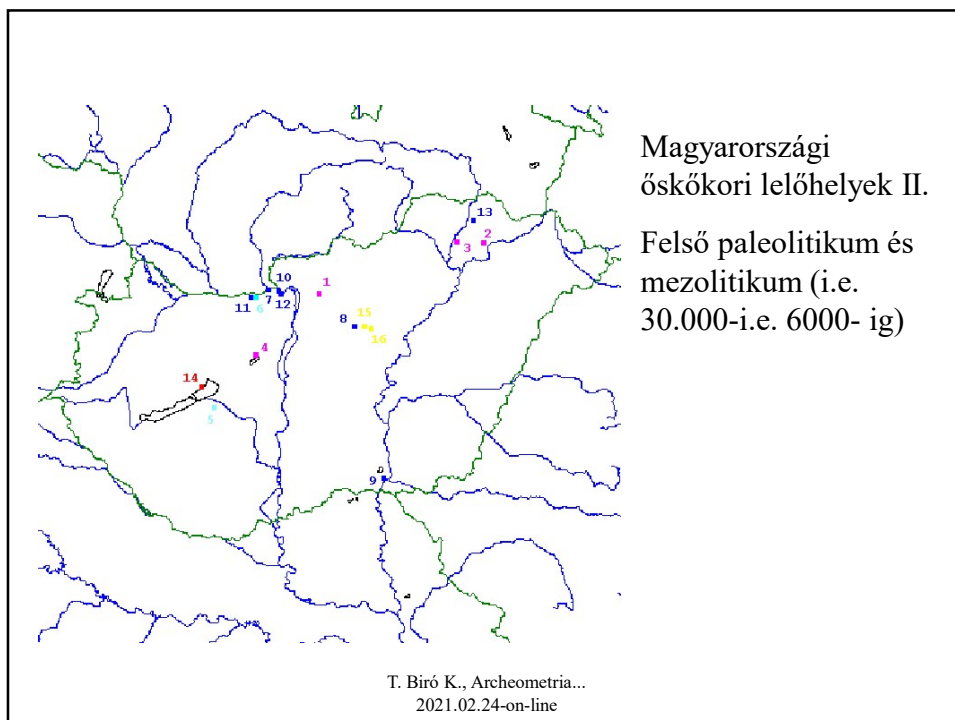 Magyarországi
őskőkori lelőhelyek II.
Felső paleolitikum és
mezolitikum (i.e.
30.000-i.e. 6000- ig)
13
3 2
10
1
11 6 7 12
8 15
16
4
14
5
9
T. Biró K., Archeometria...
2021.02.24-on-line